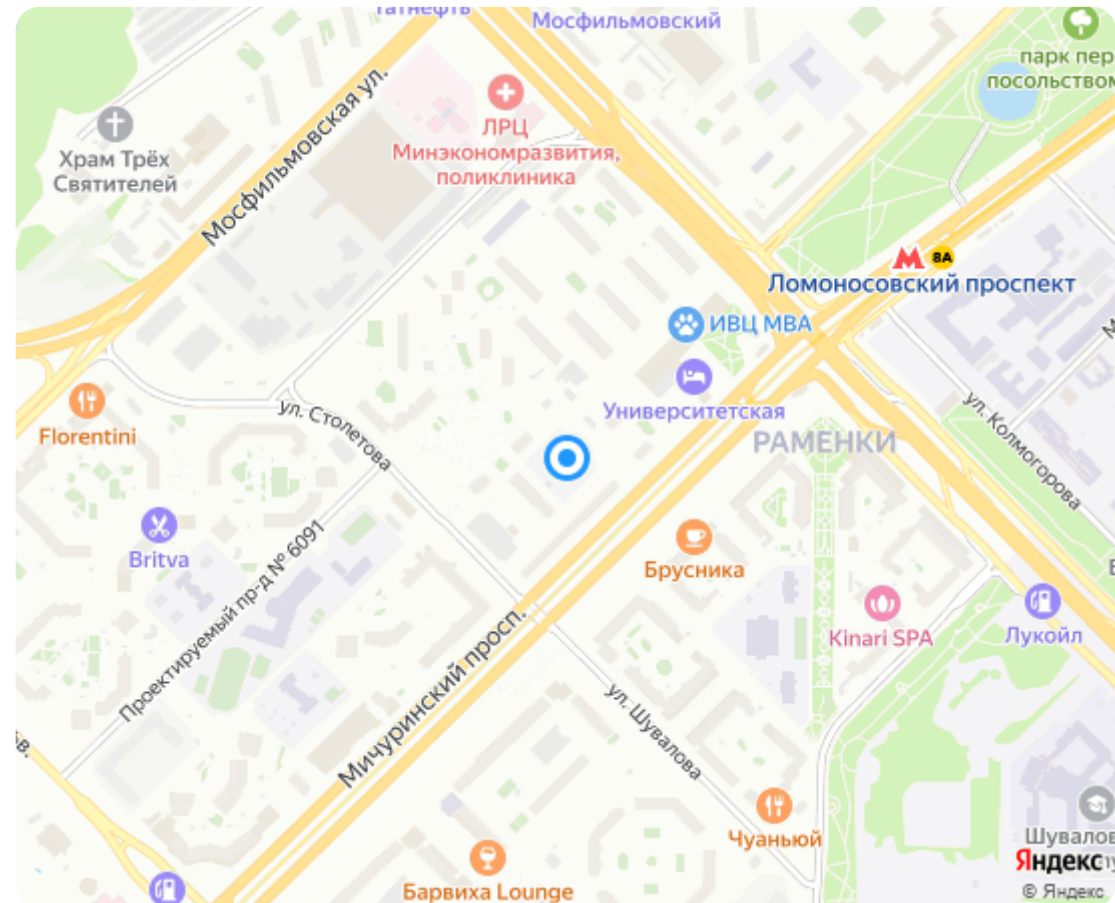 Татнефть
Мосфильмовский
парк пер
посольством
ЛРЦ
Минэкономразвития,
поликлиника
Храм Трёх
Святителей
Мосфильмовская ул.
8А
Ломоносовский проспект
ИВЦ МВА
Университетская
РАМЕНКИ
ул. Колмогорова
Florentini
ул. Столетова
Britva
Проектируемый пр-д № 6091
Брусника
Kinari SPA
Лукойл
Мичуринский просп.
ул. Шувалова
Чуаньюй
Барвиха Lounge
Шувалов
Яндекс
© Яндекс